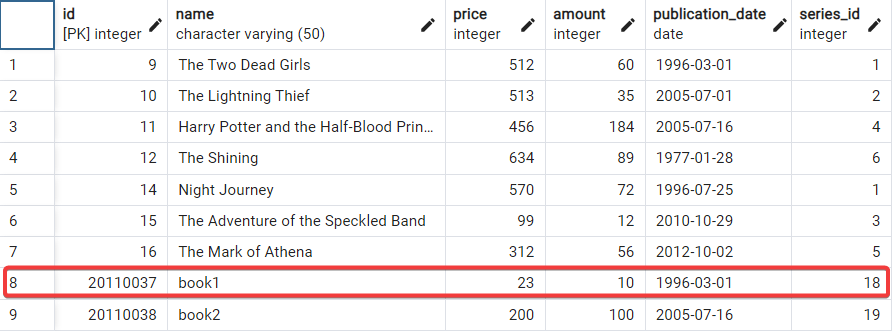 id name price amount publication_date series_id
[PK] integer character varying (50) integer integer date integer
1 9 The Two Dead Girls 512 60 1996-03-01 1
2 10 The Lightning Thief 513 35 2005-07-01 2
3 11 Harry Potter and the Half-Blood Prin... 456 184 2005-07-16 4
4 12 The Shining 634 89 1977-01-28 6
5 14 Night Journey 570 72 1996-07-25 1
6 15 The Adventure of the Speckled Band 99 12 2010-10-29 3
7 16 The Mark of Athena 312 56 2012-10-02 5
8 20110037 book1 23 10 1996-03-01 18
9 20110038 book2 200 100 2005-07-16 19